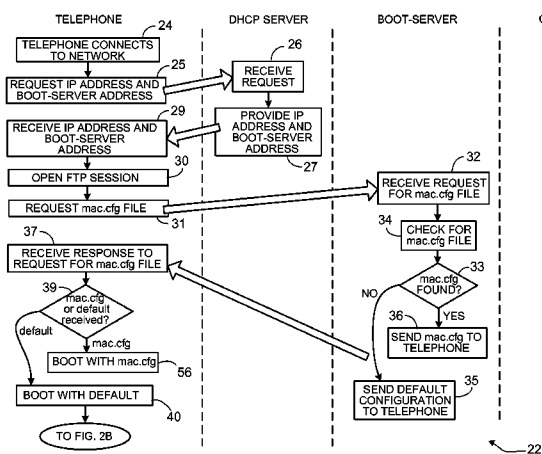 TELEPHONE
DHCP SERVER
BOOT-SERVER
24
TELEPHONE CONNECTS
TO NETWORK
25
REQUEST IP ADDRESS AND
BOOT-SERVER ADDRESS
26
RECEIVE
REQUEST
29
RECEIVE IP ADDRESS AND
BOOT-SERVER
ADDRESS
PROVIDE IP
ADDRESS AND
BOOT-SERVER
ADDRESS
27
30
OPEN FTP SESSION
REQUEST mac.cfg FILE
31
32
RECEIVE REQUEST
FOR mac.cfg FILE
34
CHECK FOR
mac.cfg FILE
33
mac.cfg
FOUND?
NO
YES
36
SEND mac.cfg TO
TELEPHONE
35
SEND DEFAULT
CONFIGURATION
TO TELEPHONE
37
RECEIVE RESPONSE TO
REQUEST FOR mac.cfg FILE
39
mac.cfg
or default
received?
default
mac.cfg
BOOT WITH mac.cfg
56
BOOT WITH DEFAULT
40
TO FIG. 2B
22